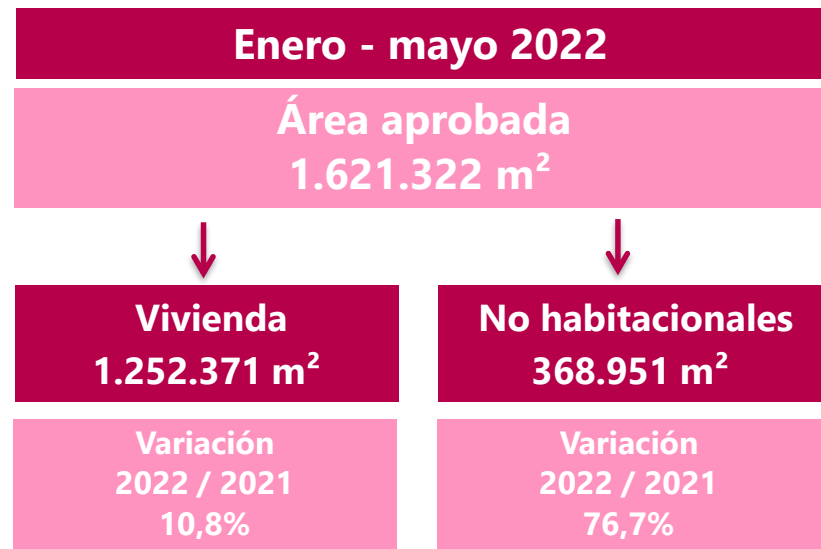 Enero - mayo 2022
Área aprobada
1.621.322 m²
Vivienda
1.252.371 m²
No habitacionales
368.951 m²
Variación
2022 / 2021
10,8%
Variación
2022 / 2021
76,7%